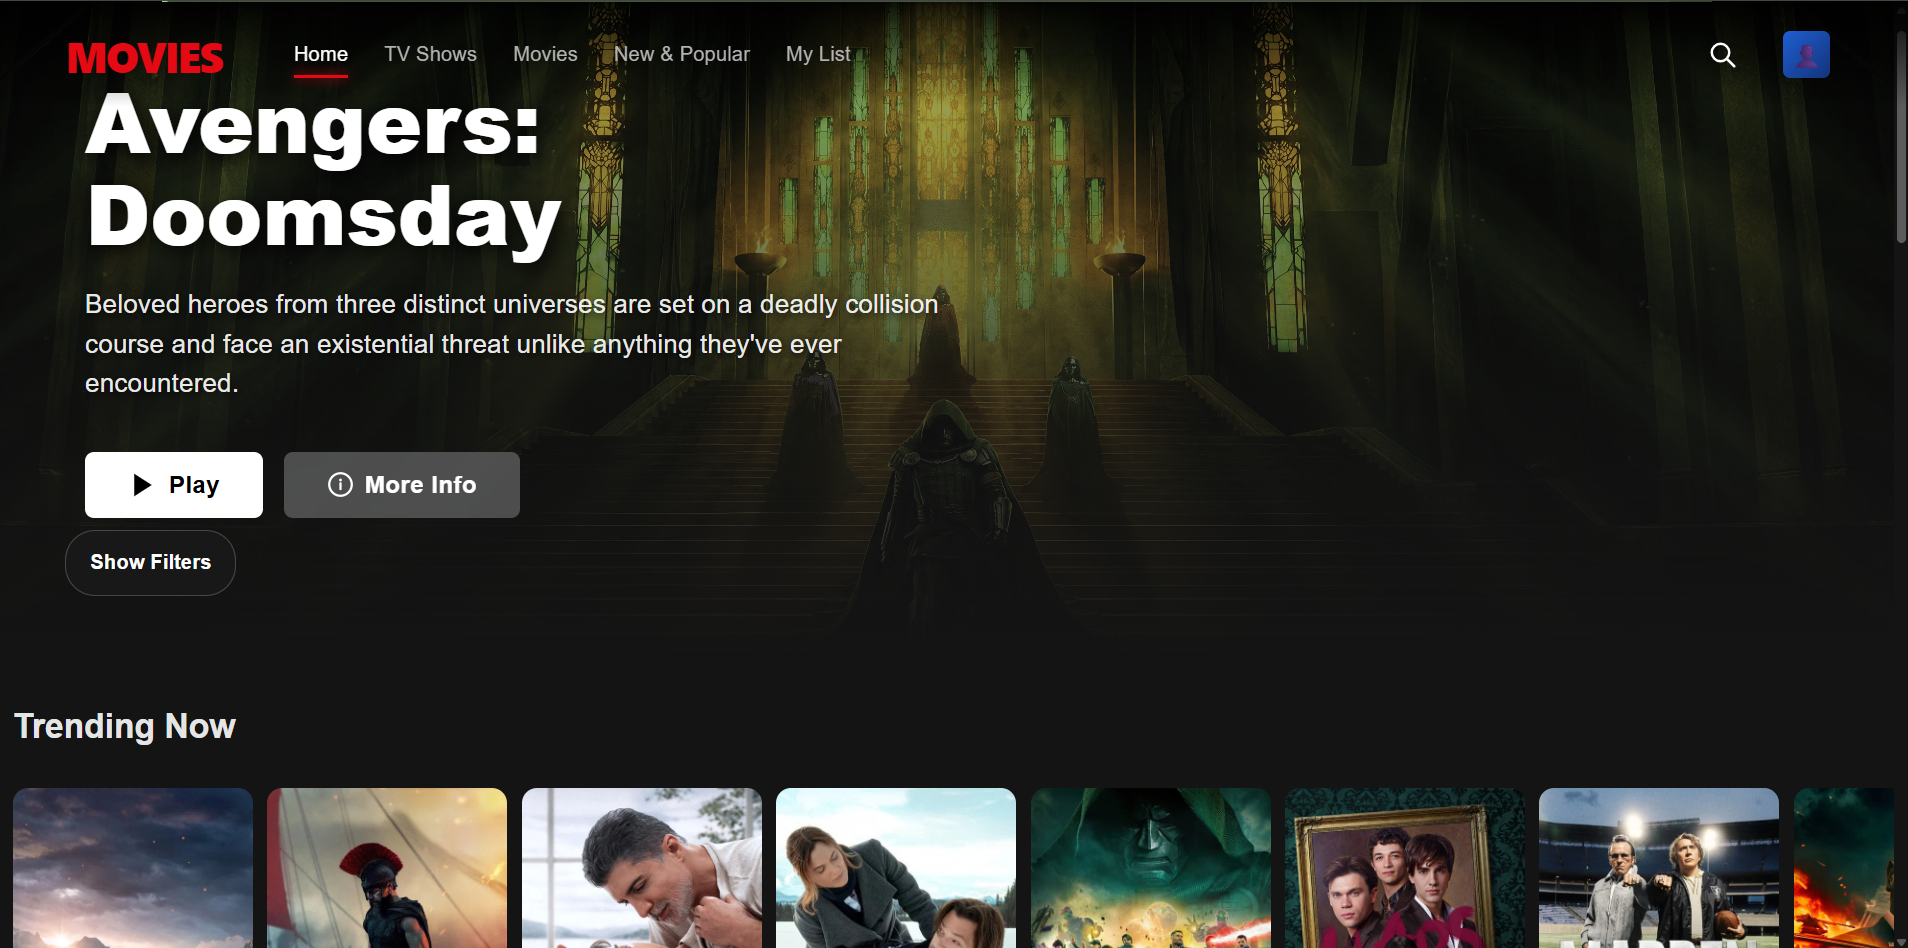 MOVIES
Home
TV Shows
Movies
New & Popular
My List
Avengers:
Doomsday
Beloved heroes from three distinct universes are set on a deadly collision
course and face an existential threat unlike anything they've ever
encountered.
Play
More Info
Show Filters
Trending Now